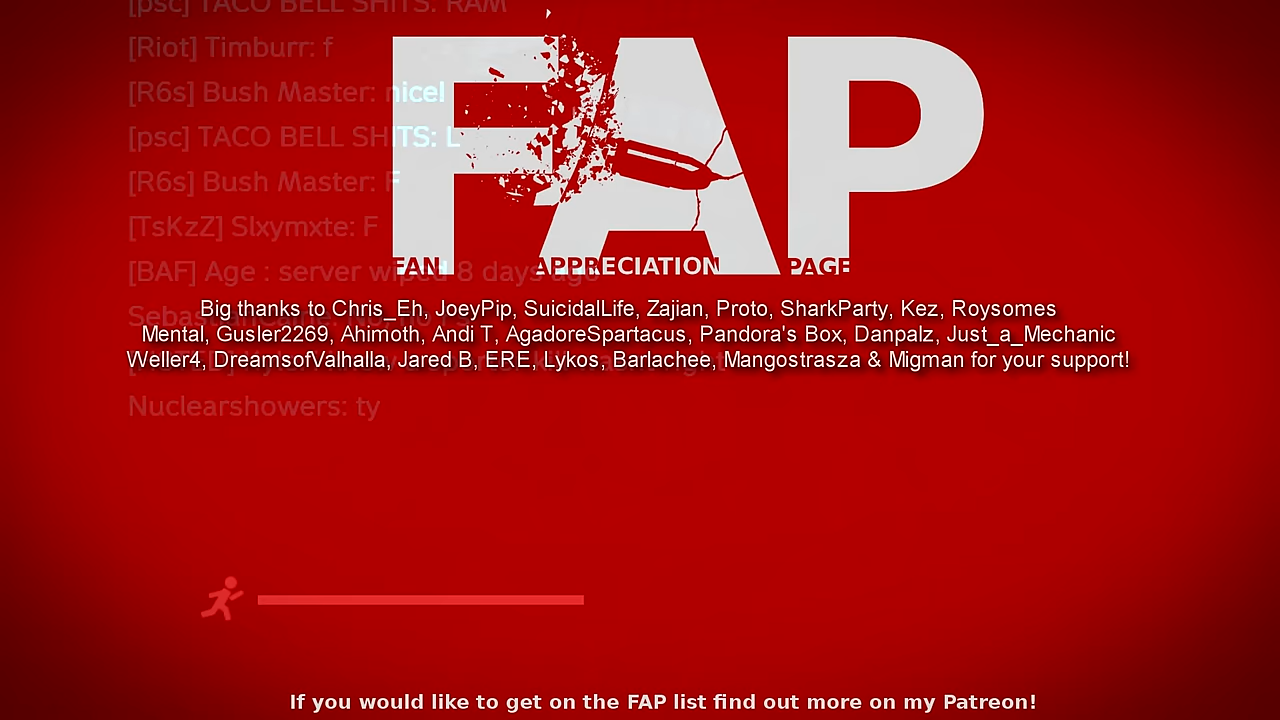 [psc] TACO BELL SHITS: RAM
[Riot] Timburr: f
[R6s] Bush Master: nicel
[psc] TACO BELL SHITS: L
[R6s] Bush Master: F
[TsKzZ] Slxymxte: F
[BAF] Age : server wiped 8 days ago
FAP
FAN APPRECIATION PAGE
Big thanks to Chris_Eh, JoeyPip, SuicidalLife, Zajian, Proto, SharkParty, Kez, Roysomes
Mental, Gusler2269, Ahimoth, Andi T, AgadoreSpartacus, Pandora's Box, Danpalz, Just_a_Mechanic
Weller4, DreamsofValhalla, Jared B, ERE, Lykos, Barlachee, Mangostrasza & Migman for your support!
Nuclearshowers: ty
If you would like to get on the FAP list find out more on my Patreon!